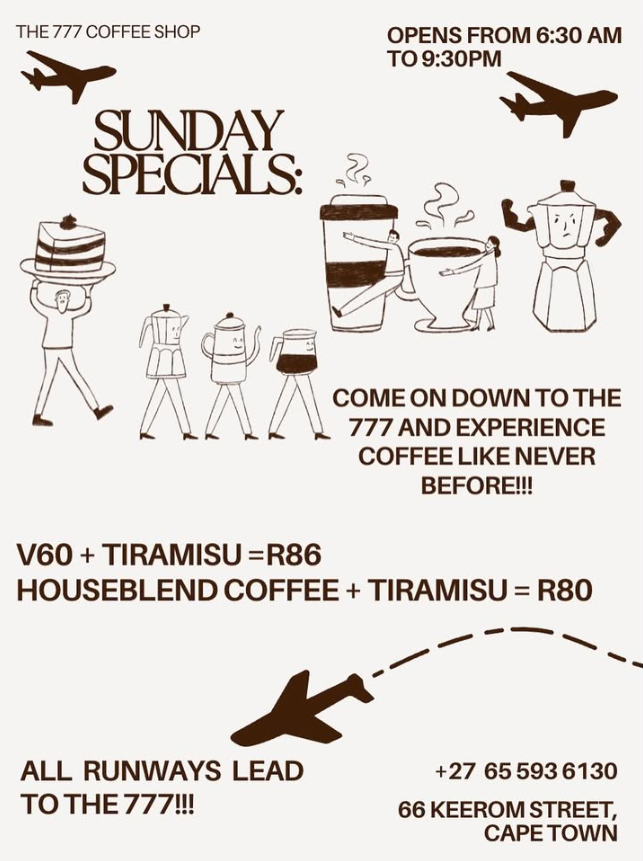 THE 777 COFFEE SHOP
OPENS FROM 6:30 AM
TO 9:30PM
SUNDAY
SPECIALS:
COME ON DOWN TO THE
777 AND EXPERIENCE
COFFEE LIKE NEVER
BEFORE!!!
V60 + TIRAMISU =R86
HOUSEBLEND COFFEE + TIRAMISU = R80
ALL RUNWAYS LEAD
TO THE 777!!!
+27 65 593 6130
66 KEEROM STREET,
CAPE TOWN